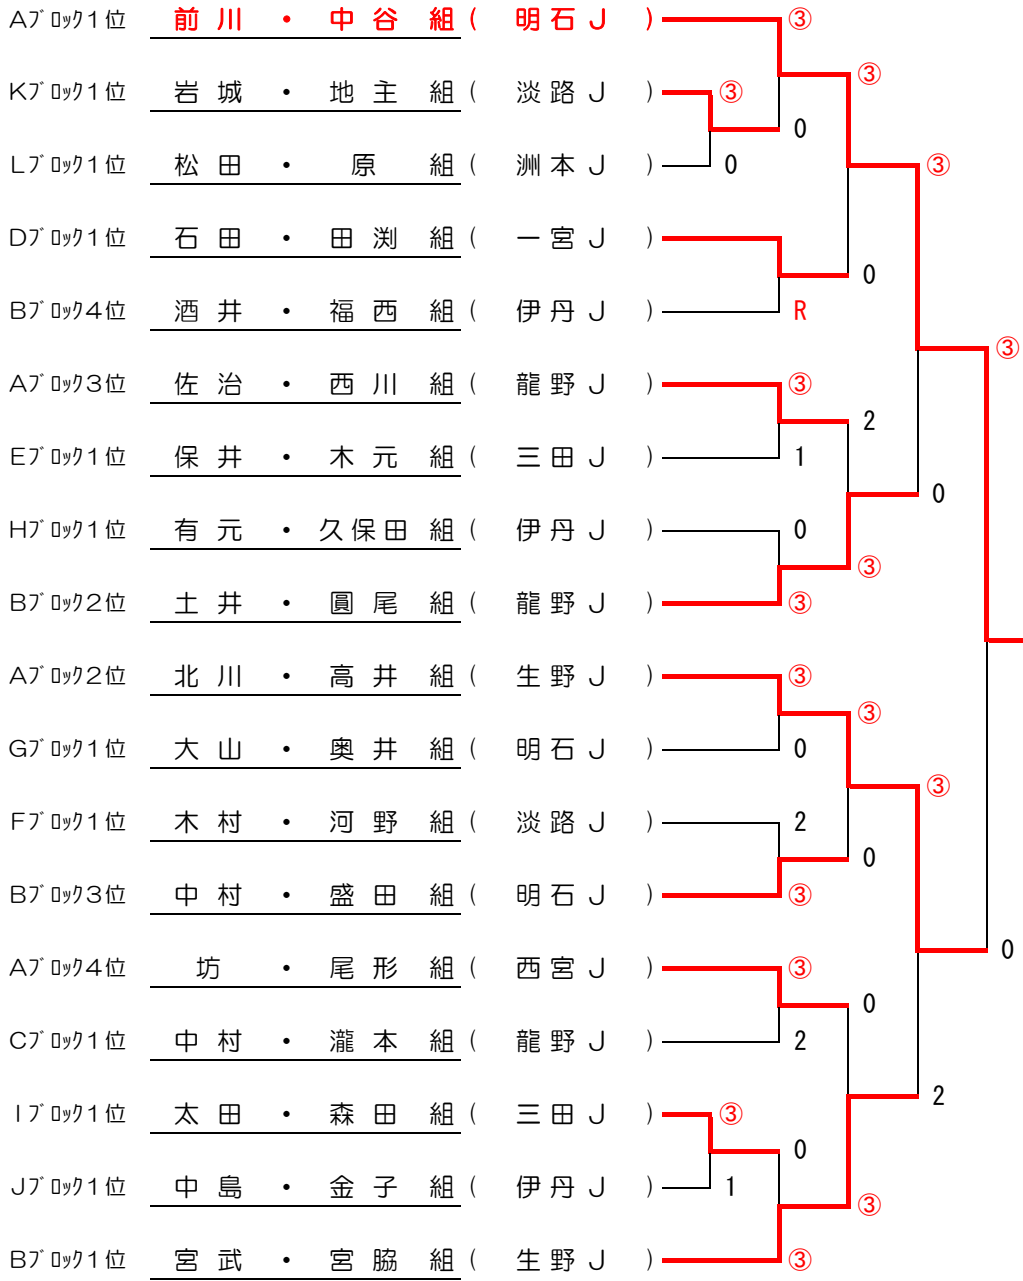 Aブロック1位 前川・中谷組(明石J) ③
③
Kブロック1位 岩城・地主組(淡路J) ③
0
Lブロック1位 松田・原組(洲本J) 0 ③
Dブロック1位 石田・田渕組(一宮J)
0
Bブロック4位 酒井・福西組(伊丹J) R
③
Aブロック3位 佐治・西川組(龍野J) ③
2
Eブロック1位 保井・木元組(三田J) 1
0
Hブロック1位 有元・久保田組(伊丹J) 0
③
Bブロック2位 土井・圓尾組(龍野J) ③
Aブロック2位 北川・高井組(生野J) ③
③
Gブロック1位 大山・奥井組(明石J) 0
③
Fブロック1位 木村・河野組(淡路J) 2
0
Bブロック3位 中村・盛田組(明石J) ③
0
Aブロック4位 坊・尾形組(西宮J) ③
0
Cブロック1位 中村・瀧本組(龍野J) 2
2
Iブロック1位 太田・森田組(三田J) ③
0
Jブロック1位 中島・金子組(伊丹J) 1
③
Bブロック1位 宮武・宮脇組(生野J) ③